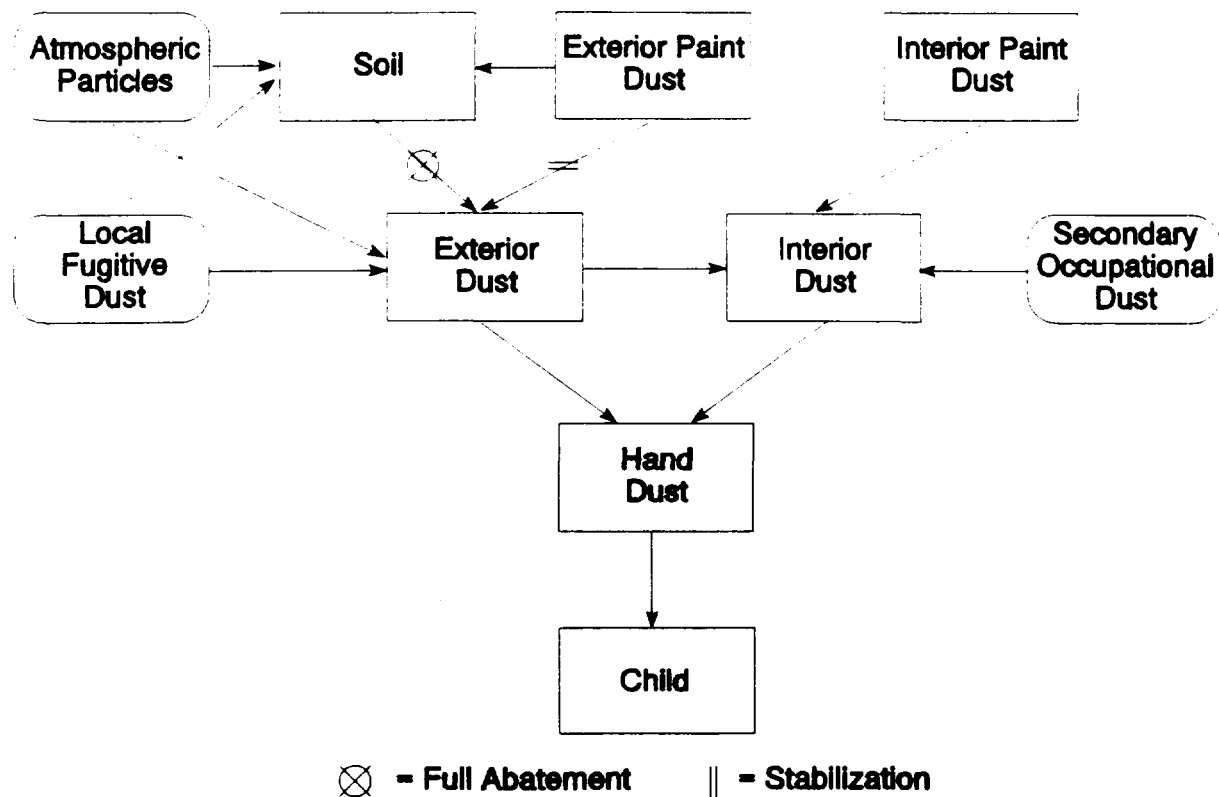 Atmospheric
Particles
Soil
Exterior Paint
Dust
Interior Paint
Dust
Local
Fugitive
Dust
Exterior
Dust
Interior
Dust
Secondary
Occupational
Dust
Hand
Dust
Child
= Full Abatement
= Stabilization